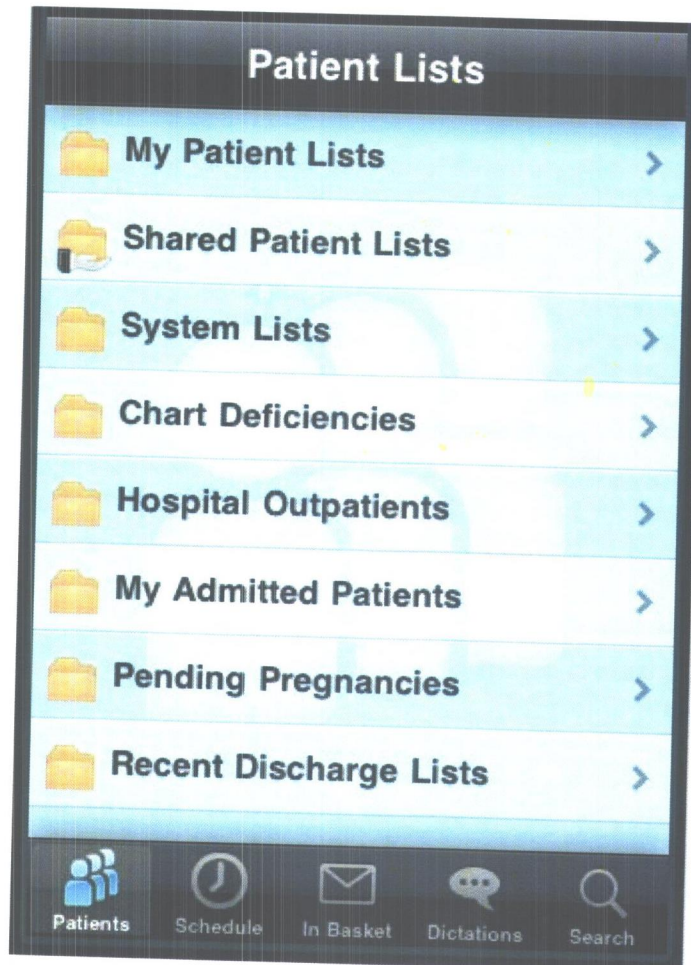 Patient Lists
My Patient Lists
Shared Patient Lists
System Lists
Chart Deficiencies
Hospital Outpatients
My Admitted Patients
Pending Pregnancies
Recent Discharge Lists
Patients Schedule In Basket Dictations Search